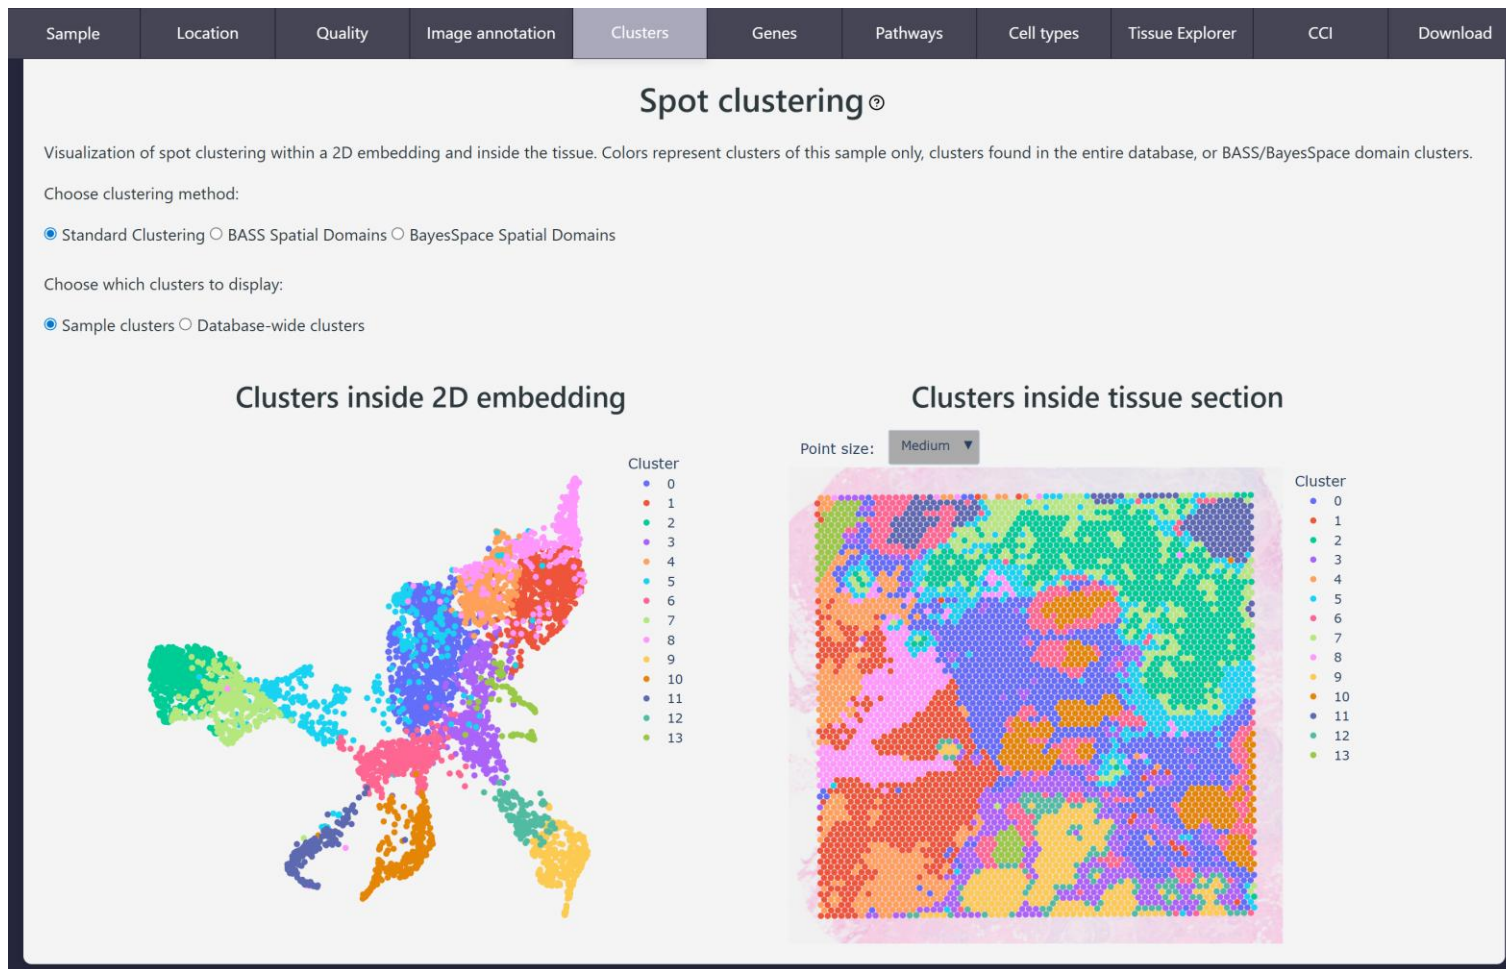 Sample Location Quality Image annotation Clusters Genes Pathways Cell types Tissue Explorer CCI Download
Spot clustering ?
Visualization of spot clustering within a 2D embedding and inside the tissue. Colors represent clusters of this sample only, clusters found in the entire database, or BASS/BayesSpace domain clusters.
Choose clustering method:
Standard Clustering BASS Spatial Domains BayesSpace Spatial Domains
Choose which clusters to display:
Sample clusters Database-wide clusters
Clusters inside 2D embedding
Cluster
0
1
2
3
4
5
6
7
8
9
10
11
12
13
Clusters inside tissue section
Point size: Medium ▼
Cluster
0
1
2
3
4
5
6
7
8
9
10
11
12
13